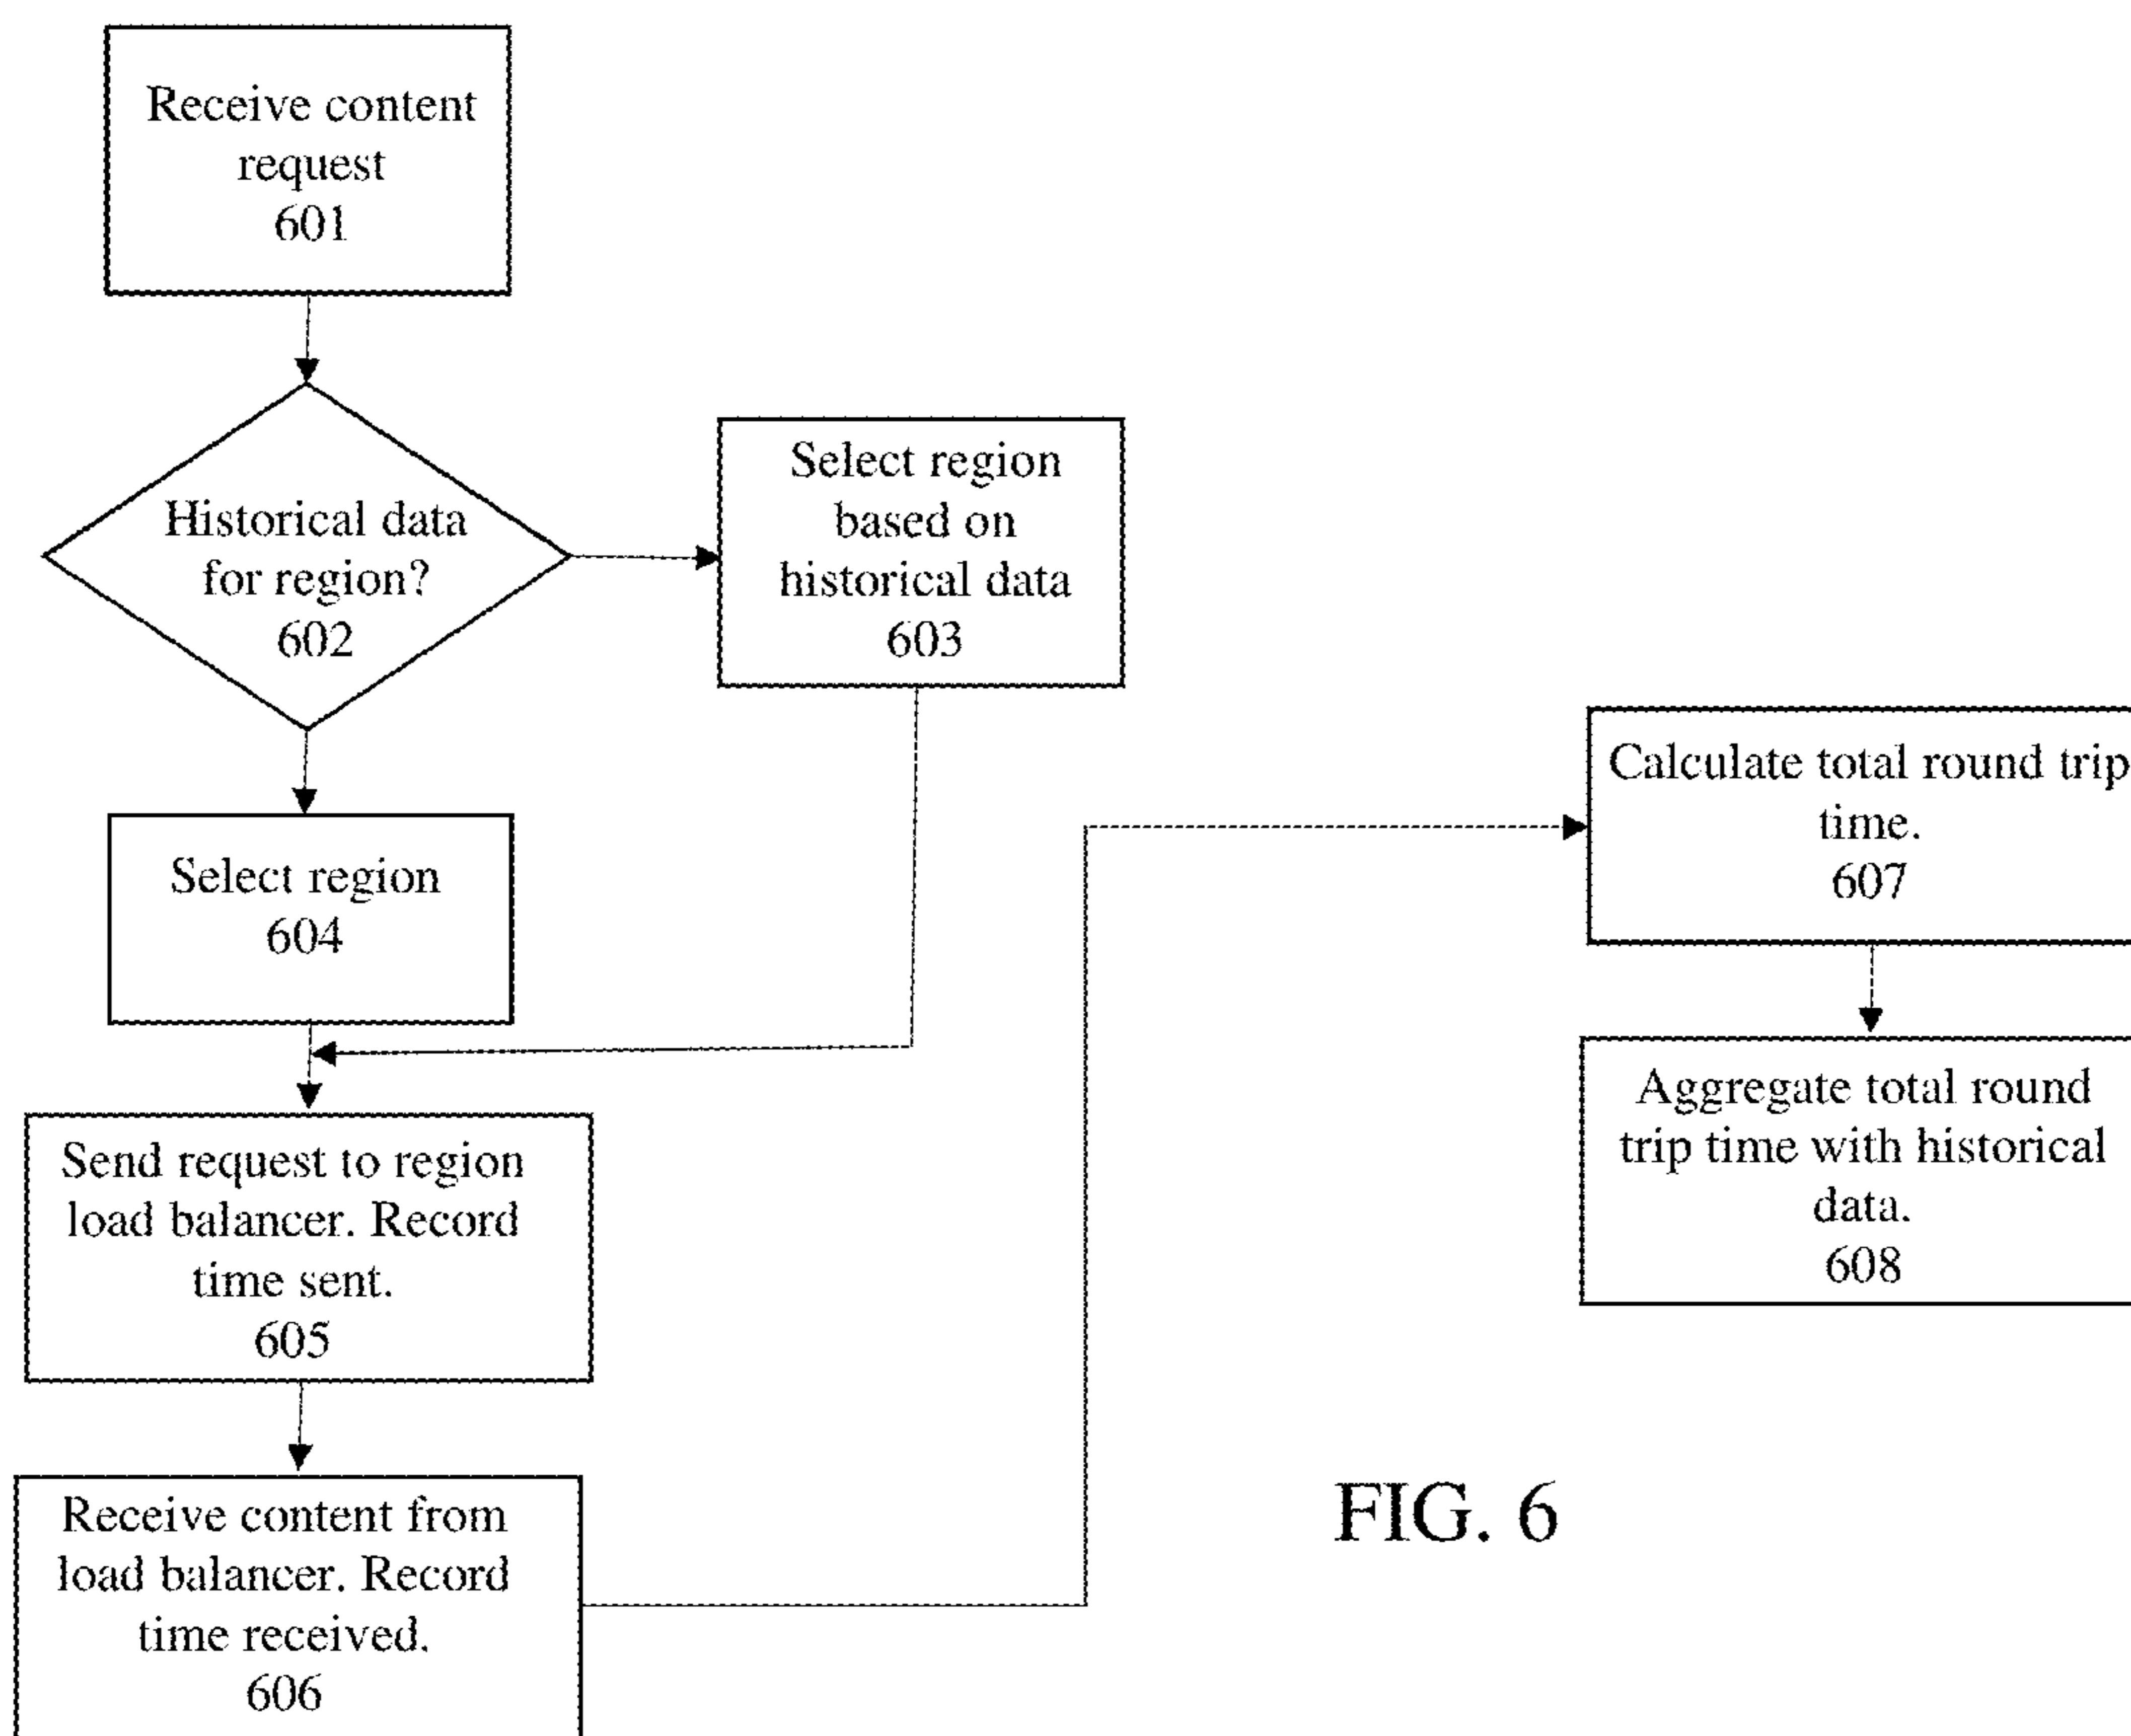 Receive content
request
601
Historical data
for region?
602
Select region
based on
historical data
603
Select region
604
Send request to region
load balancer. Record
time sent.
605
Receive content from
load balancer. Record
time received.
606
Calculate total round trip
time.
607
Aggregate total round
trip time with historical
data.
608
FIG. 6